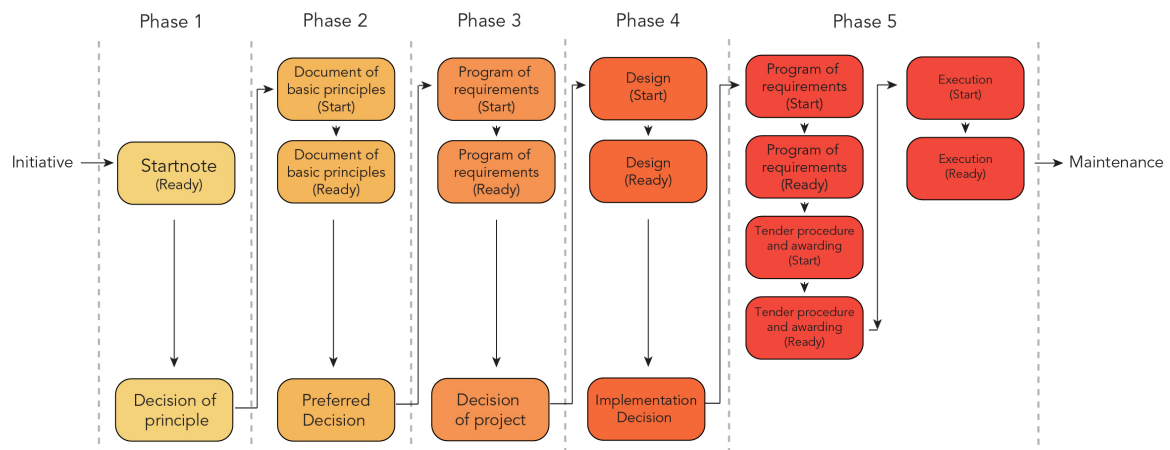 Phase 1
Phase 2
Phase 3
Phase 4
Phase 5
Initiative
Startnote
(Ready)
Decision of
principle
Document of
basic principles
(Start)
Document of
basic principles
(Ready)
Preferred
Decision
Program of
requirements
(Start)
Program of
requirements
(Ready)
Decision
of project
Design
(Start)
Design
(Ready)
Implementation
Decision
Program of
requirements
(Start)
Program of
requirements
(Ready)
Tender procedure
and awarding
(Start)
Tender procedure
and awarding
(Ready)
Execution
(Start)
Execution
(Ready)
Maintenance